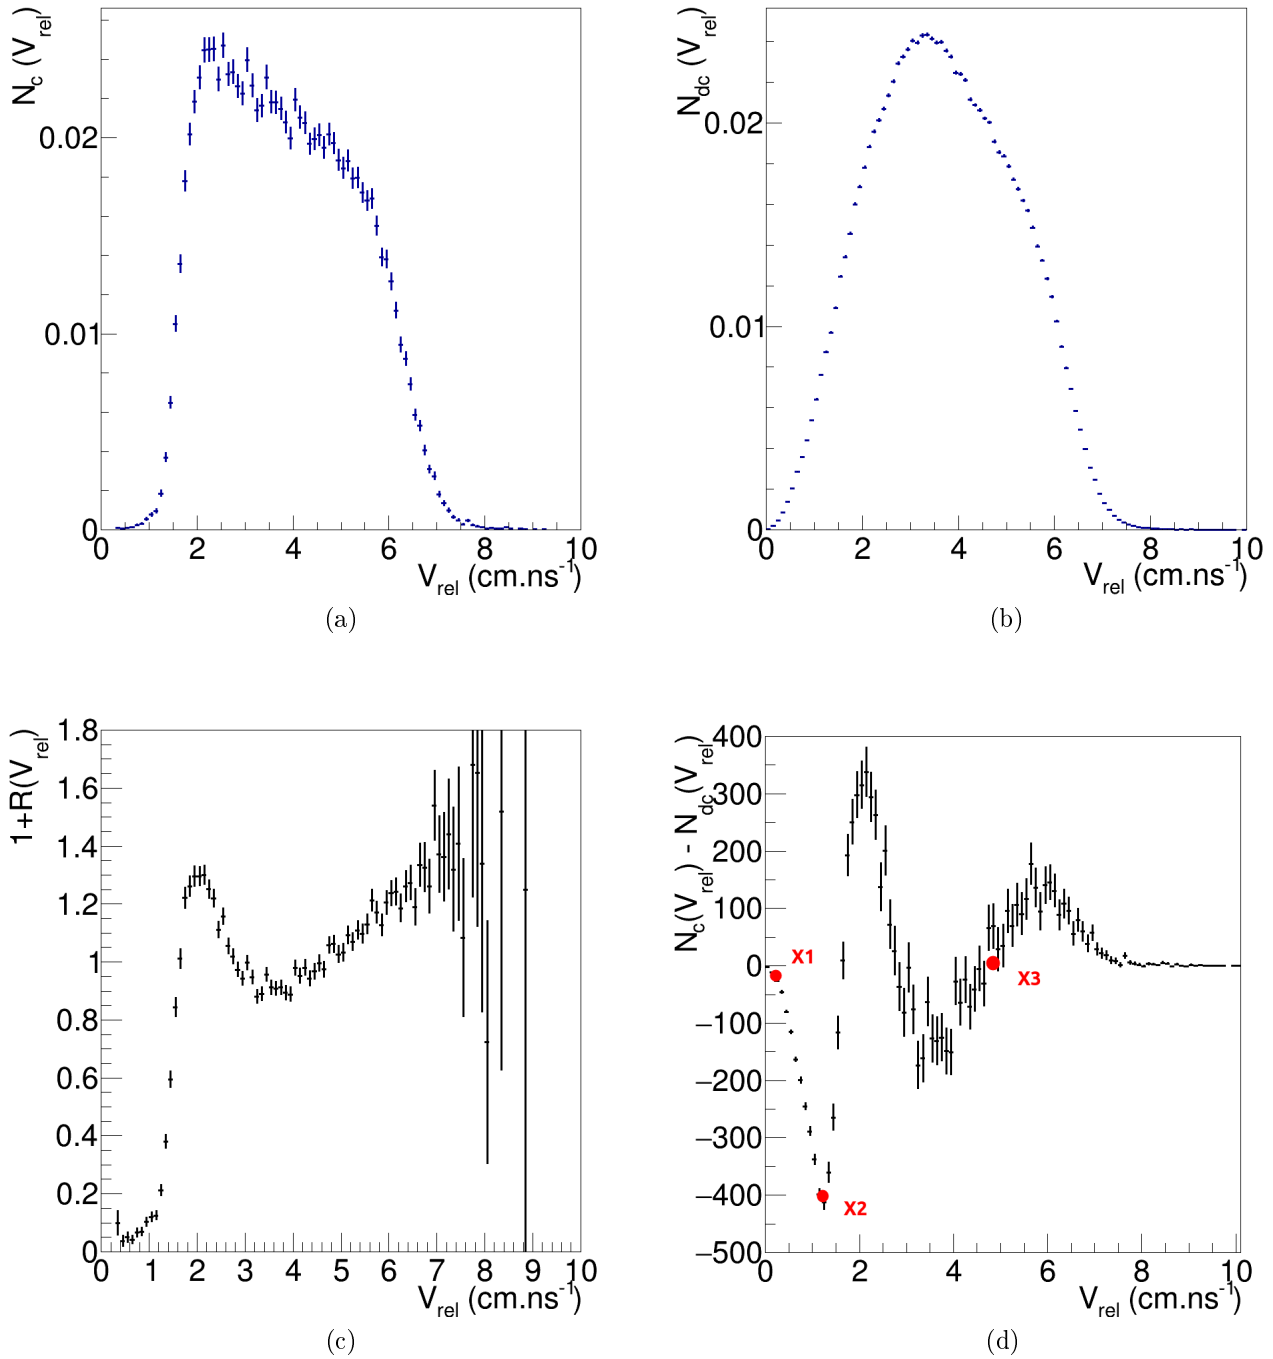 N_c (V_rel)
0.02
0.01
0
0 2 4 6 8 10
V_rel (cm.ns^-1)
(a)
N_dc (V_rel)
0.02
0.01
0
0 2 4 6 8 10
V_rel (cm.ns^-1)
(b)
1+R(V_rel)
1.8
1.6
1.4
1.2
1
0.8
0.6
0.4
0.2
0
0 1 2 3 4 5 6 7 8 9 10
V_rel (cm.ns^-1)
(c)
N_c(V_rel) - N_dc(V_rel)
400
300
200
100
0
−100
−200
−300
−400
−500
X1
X2
X3
0 2 4 6 8 10
V_rel (cm.ns^-1)
(d)